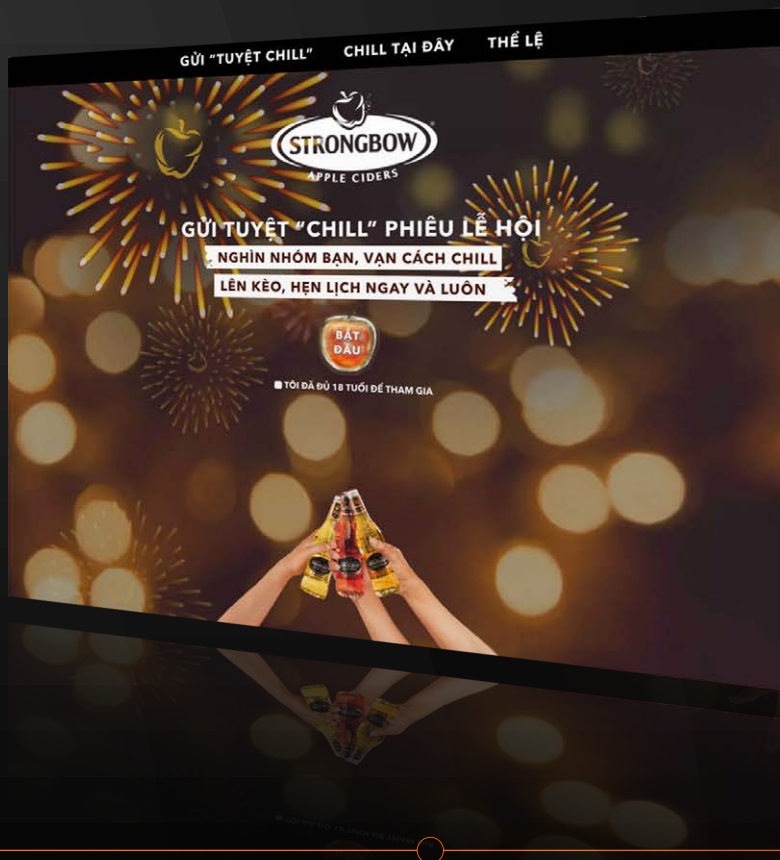 GỬI “TUYỆT CHILL” CHILL TẠI ĐÂY THỂ LỆ
STRONGBOW
APPLE CIDERS
GỬI TUYỆT “CHILL” PHIÊU LỄ HỘI
NGHÌN NHÓM BẠN, VẠN CÁCH CHILL
LÊN KÈO, HẸN LỊCH NGAY VÀ LUÔN
BẮT
ĐẦU
TÔI ĐÃ ĐỦ 18 TUỔI ĐỂ THAM GIA